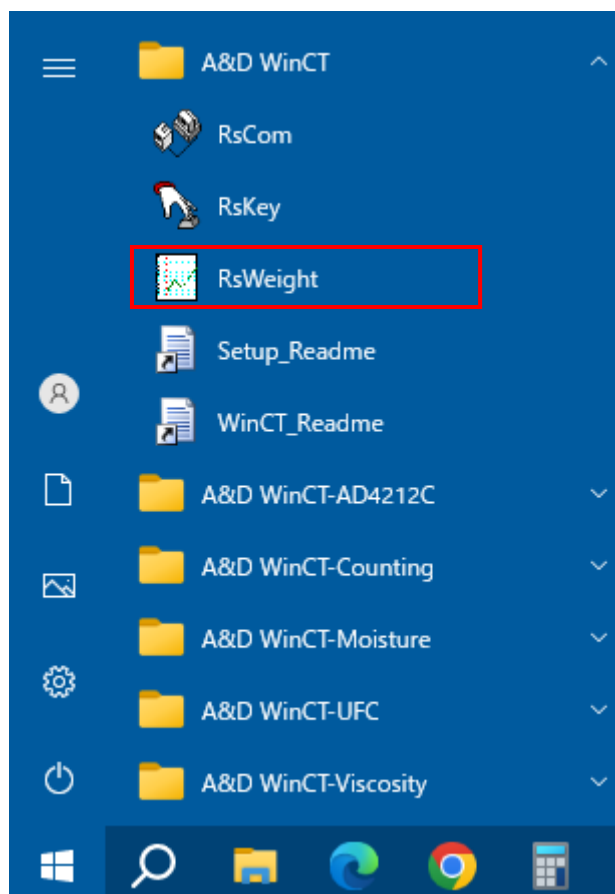 A&D WinCT
RsCom
RsKey
RsWeight
Setup_Readme
WinCT_Readme
A&D WinCT-AD4212C
A&D WinCT-Counting
A&D WinCT-Moisture
A&D WinCT-UFC
A&D WinCT-Viscosity